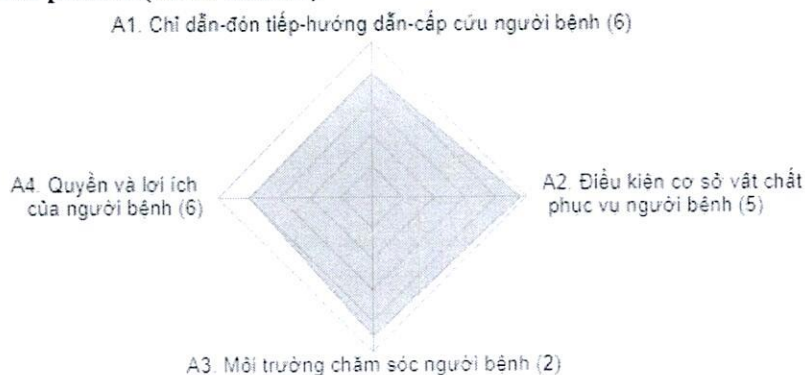 A1. Chỉ dẫn-đón tiếp-hướng dẫn-cấp cứu người bệnh (6)
A4. Quyền và lợi ích
của người bệnh (6)
A2. Điều kiện cơ sở vật chất
phục vụ người bệnh (5)
A3. Môi trường chăm sóc người bệnh (2)